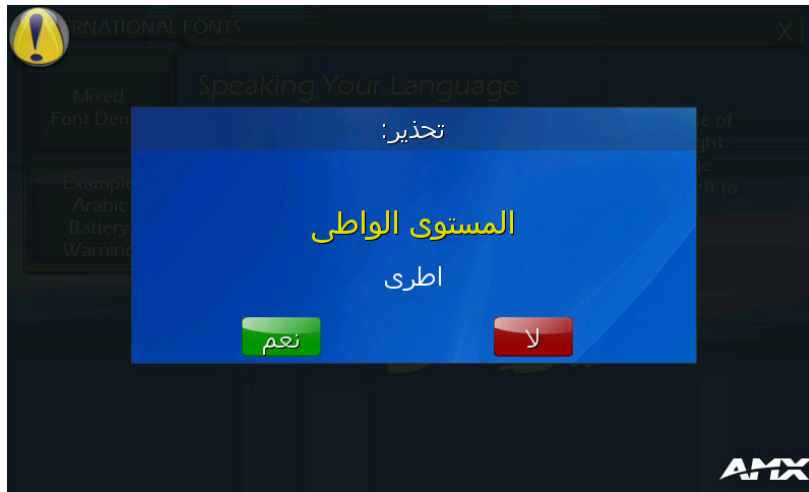 INTERNATIONAL FONTS
X
Speaking Your Language
Mixed
Font Dem
Example
Arabic
Battery
Warning
تحذير:
المستوى الواطى
اطرى
نعم
لا
AMX